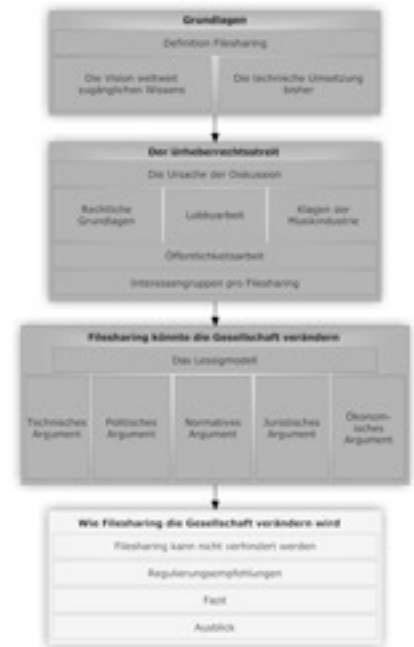 Grundlagen
Definition Filesharing
Die Vision weltweit
zugänglichen Wissens
Die technische Umsetzung
bisher
Der Urheberrechtsstreit
Die Ursache der Diskussion
Rechtliche
Grundlagen
Lobbyarbeit
Klagen der
Musikindustrie
Öffentlichkeitsarbeit
Interessengruppen pro Filesharing
Filesharing könnte die Gesellschaft verändern
Das Lessigmodell
Technisches
Argument
Politisches
Argument
Normatives
Argument
Juristisches
Argument
Ökonom-
isches
Argument
Wie Filesharing die Gesellschaft verändern wird
Filesharing kann nicht verhindert werden
Regulierungsempfehlungen
Fazit
Ausblick